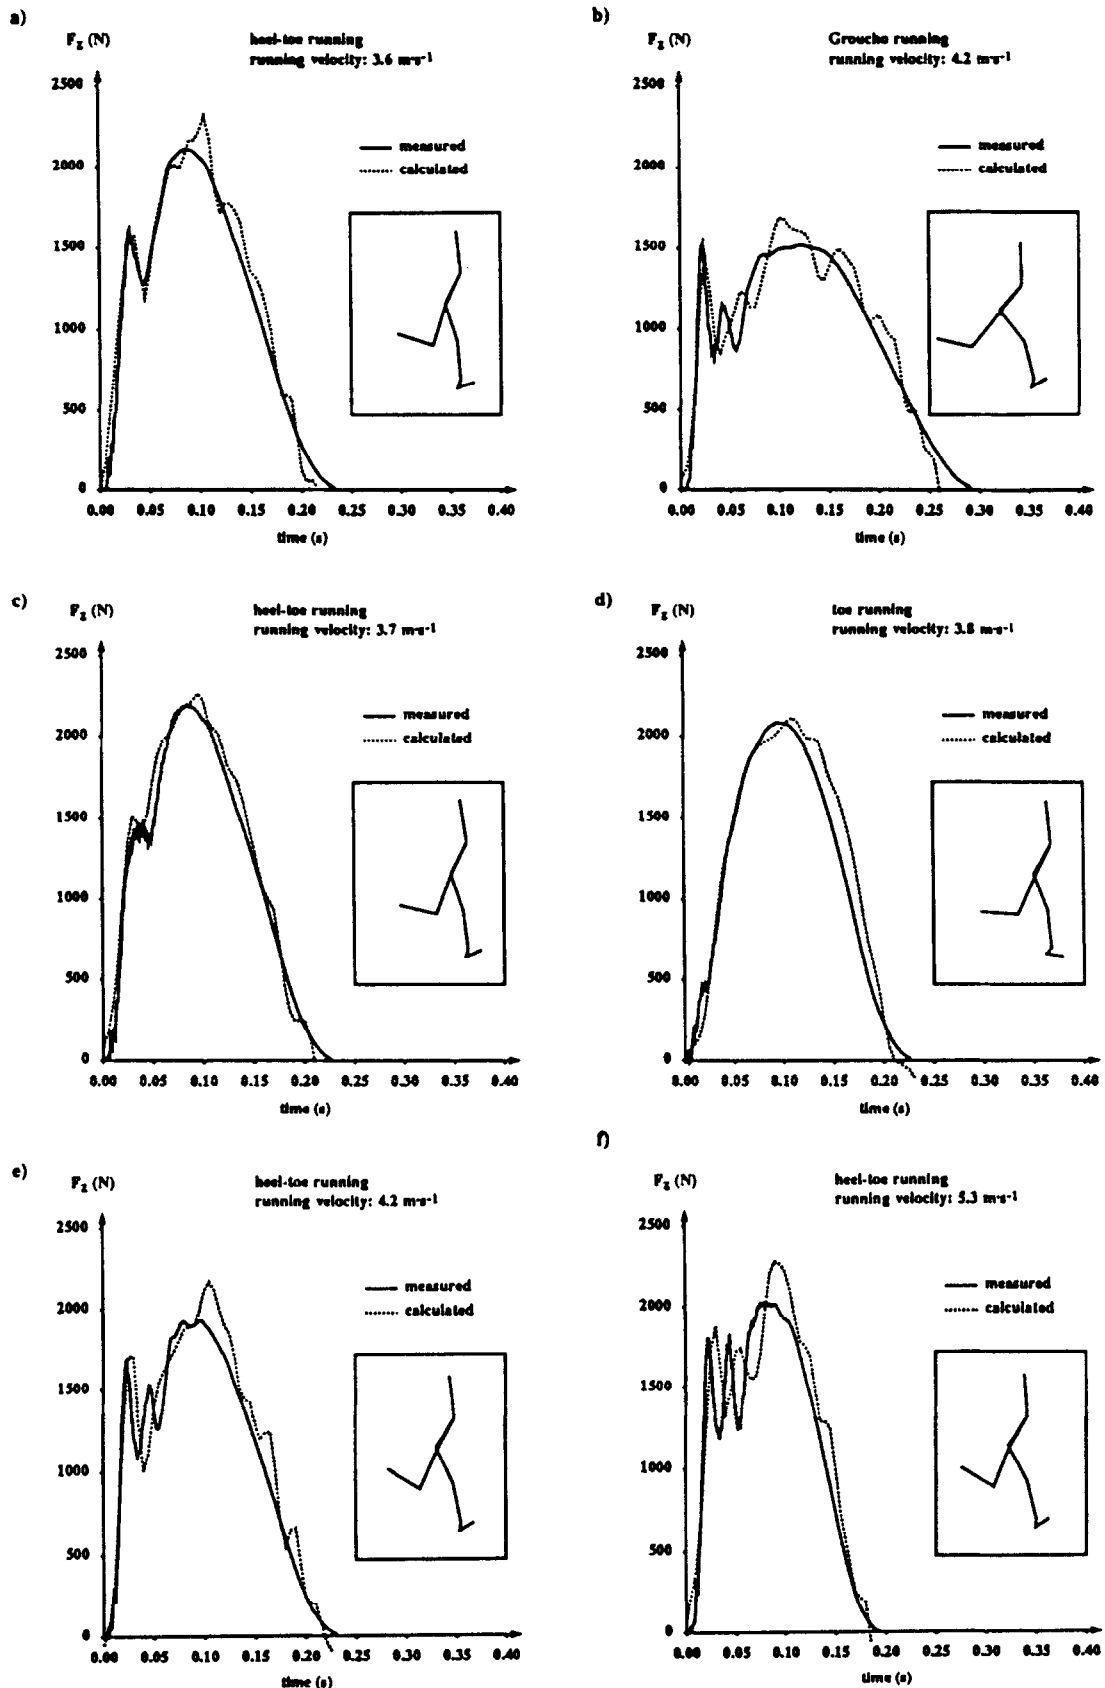 a)
F_z (N)
heel-toe running
running velocity: 3.6 m·s⁻¹
2500
2000
1500
1000
500
0
measured
calculated
0.00 0.05 0.10 0.15 0.20 0.25 0.30 0.35 0.40
time (s)
b)
F_z (N)
Groucho running
running velocity: 4.2 m·s⁻¹
2500
2000
1500
1000
500
0
measured
calculated
0.00 0.05 0.10 0.15 0.20 0.25 0.30 0.35 0.40
time (s)
c)
F_z (N)
heel-toe running
running velocity: 3.7 m·s⁻¹
2500
2000
1500
1000
500
0
measured
calculated
0.00 0.05 0.10 0.15 0.20 0.25 0.30 0.35 0.40
time (s)
d)
F_z (N)
toe running
running velocity: 3.8 m·s⁻¹
2500
2000
1500
1000
500
0
measured
calculated
0.00 0.05 0.10 0.15 0.20 0.25 0.30 0.35 0.40
time (s)
e)
F_z (N)
heel-toe running
running velocity: 4.2 m·s⁻¹
2500
2000
1500
1000
500
0
measured
calculated
0.00 0.05 0.10 0.15 0.20 0.25 0.30 0.35 0.40
time (s)
f)
F_z (N)
heel-toe running
running velocity: 5.3 m·s⁻¹
2500
2000
1500
1000
500
0
measured
calculated
0.00 0.05 0.10 0.15 0.20 0.25 0.30 0.35 0.40
time (s)